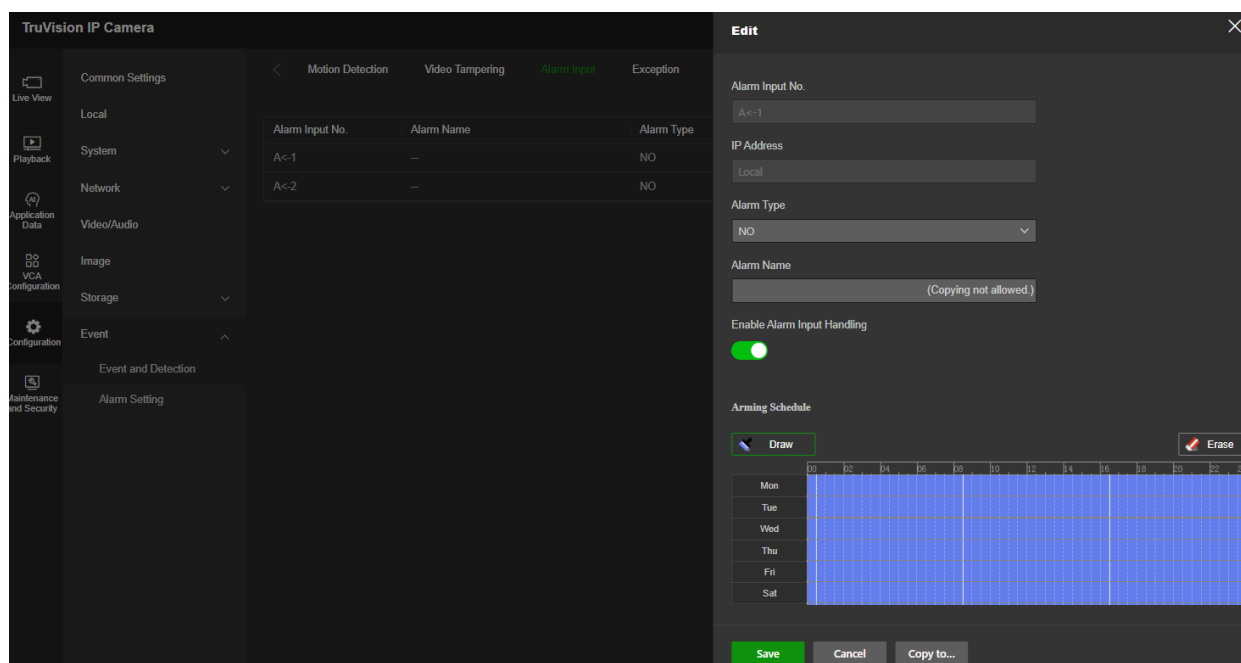 TruVision IP Camera
Live View
Playback
Application
Data
VCA
Configuration
Configuration
Maintenance
and Security
Common Settings
Local
System
Network
Video/Audio
Image
Storage
Event
Event and Detection
Alarm Setting
Motion Detection Video Tampering Alarm Input Exception
Alarm Input No. Alarm Name Alarm Type
A<-1 -- NO
A<-2 -- NO
Edit
Alarm Input No.
A<-1
IP Address
Local
Alarm Type
NO
Alarm Name
(Copying not allowed.)
Enable Alarm Input Handling
Arming Schedule
Draw Erase
00 02 04 06 08 10 12 14 16 18 20 22
Mon
Tue
Wed
Thu
Fri
Sat
Save Cancel Copy to...